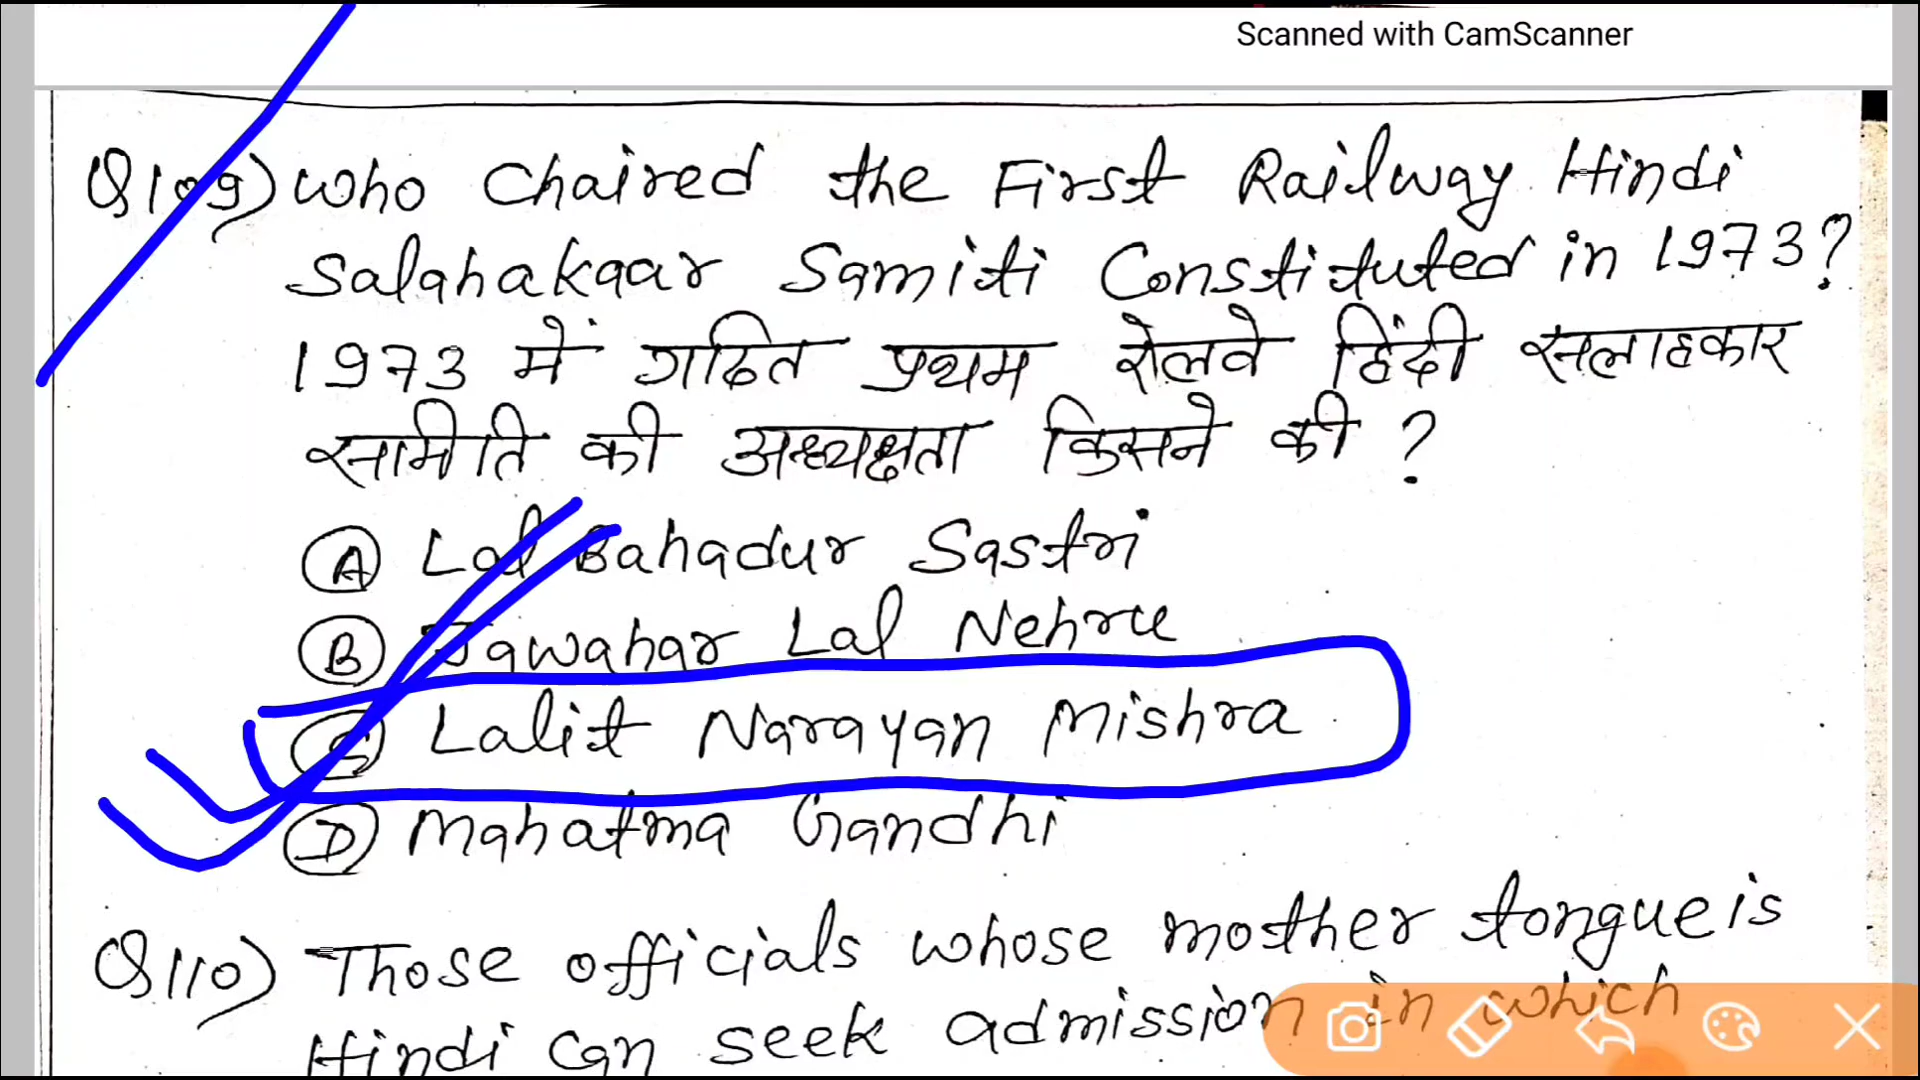 Scanned with CamScanner
Q109) Who Chaired the First Railway Hindi
Salahakaar Samiti Constituted in 1973?
1973 में गठित प्रथम रेलवे हिंदी सलाहकार
समिति की अध्यक्षता किसने की ?
(A) Lal Bahadur Sastri
(B) Jawahar Lal Nehru
(C) Lalit Narayan Mishra
(D) Mahatma Gandhi
Q110) Those officials whose mother tongue is
Hindi Can seek admission in which